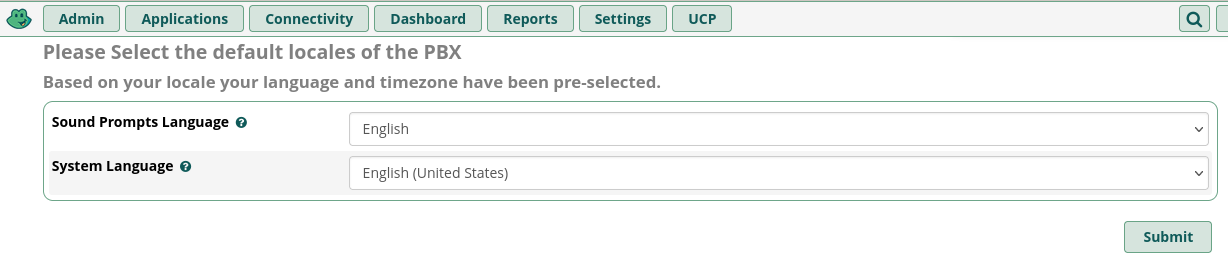 Admin Applications Connectivity Dashboard Reports Settings UCP
Please Select the default locales of the PBX
Based on your locale your language and timezone have been pre-selected.
Sound Prompts Language ?
English
System Language ?
English (United States)
Submit